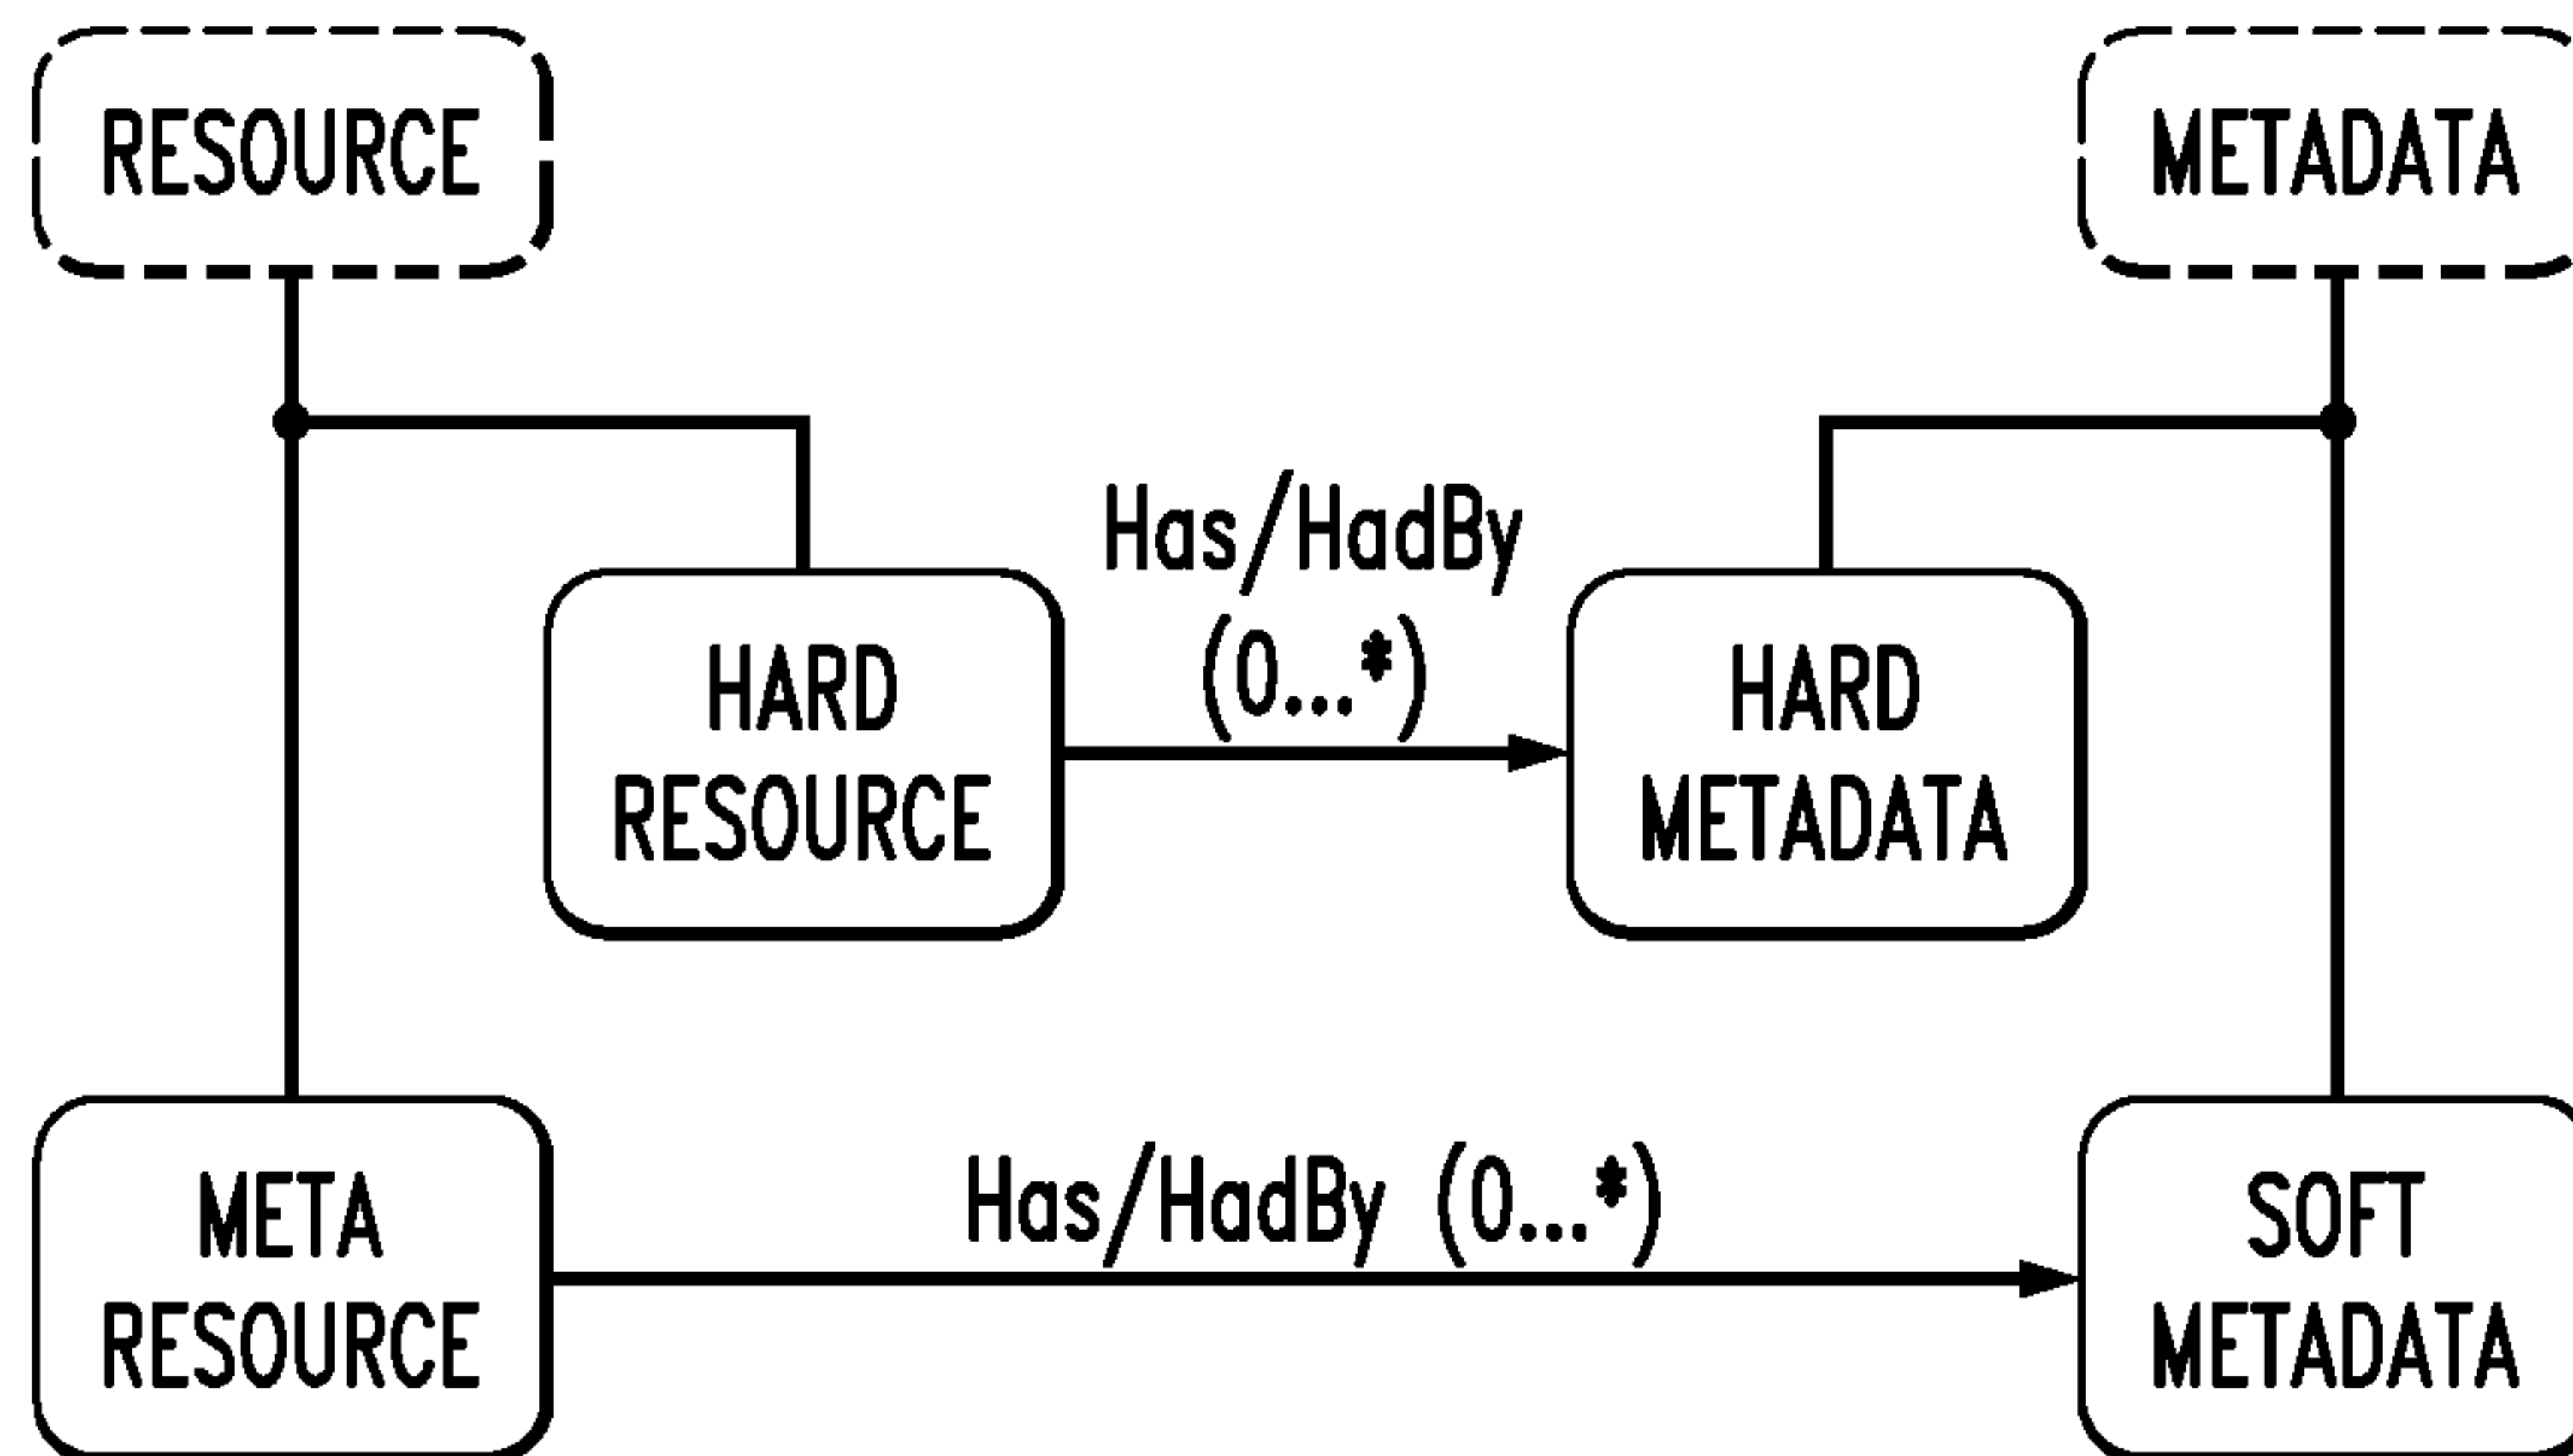 RESOURCE
METADATA
Has/HadBy
(0...*)
HARD
RESOURCE
HARD
METADATA
Has/HadBy (0...*)
META
RESOURCE
SOFT
METADATA